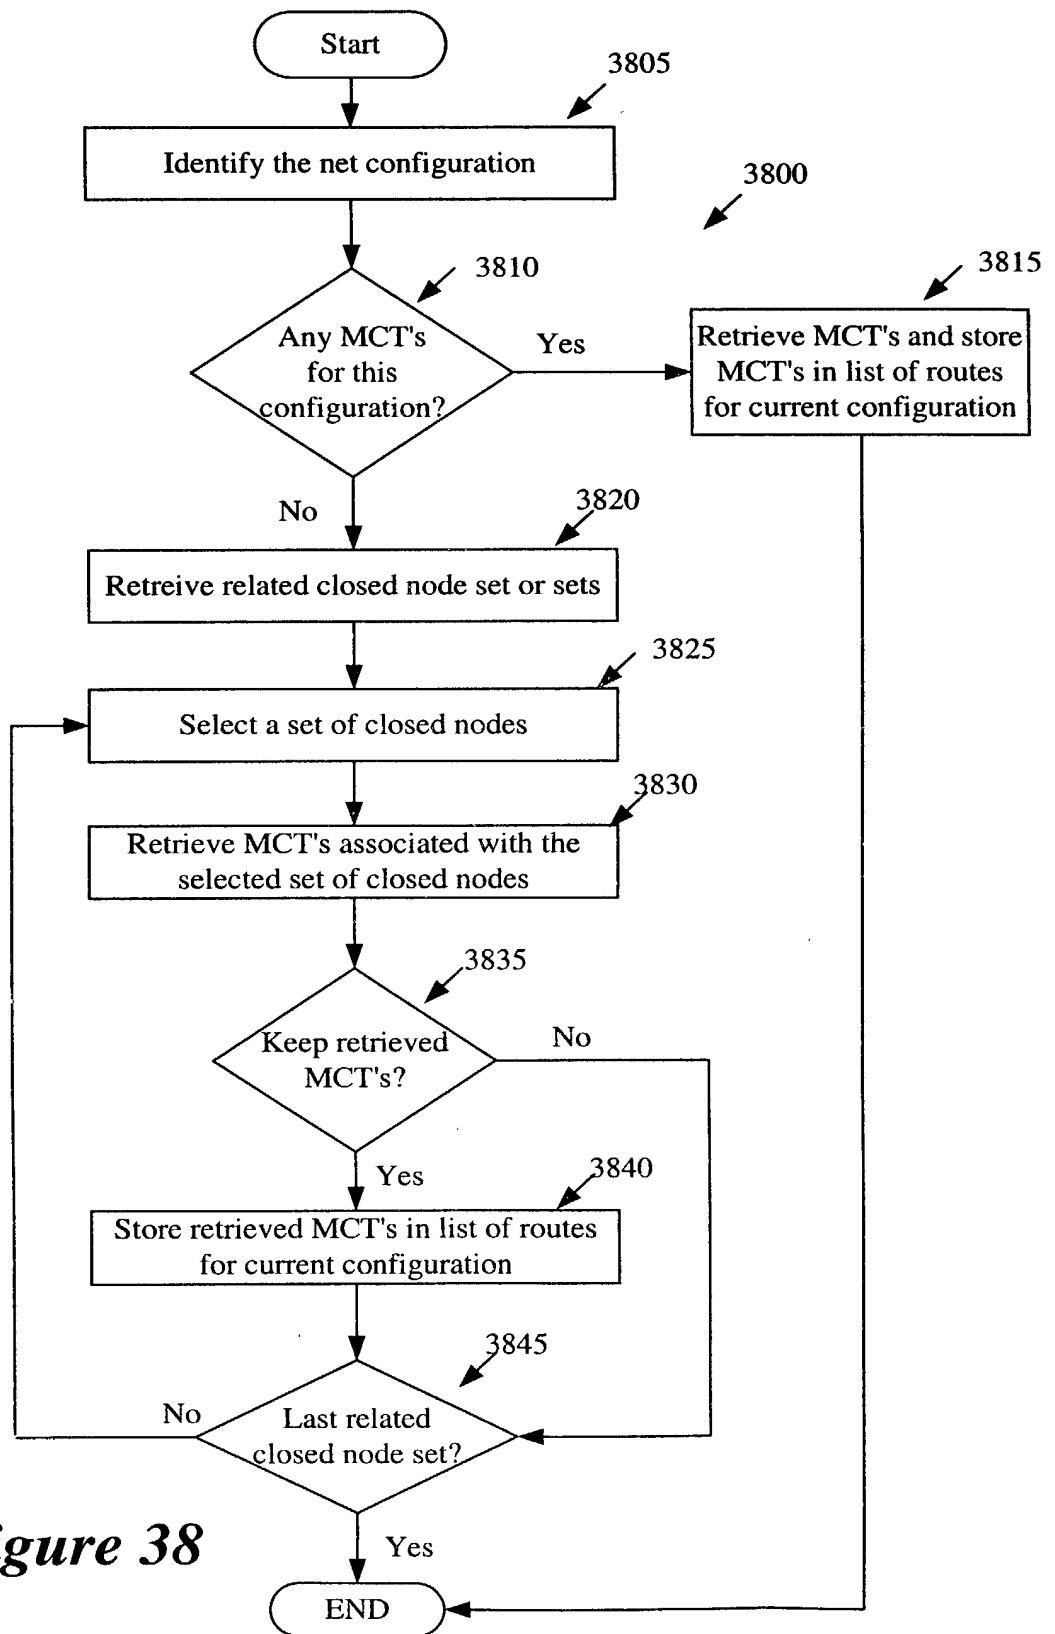 Start
3805
Identify the net configuration
3800
3810
3815
Any MCT's
for this
configuration?
Yes
Retrieve MCT's and store
MCT's in list of routes
for current configuration
No
3820
Retreive related closed node set or sets
3825
Select a set of closed nodes
3830
Retrieve MCT's associated with the
selected set of closed nodes
3835
Keep retrieved
MCT's?
No
Yes
3840
Store retrieved MCT's in list of routes
for current configuration
3845
No
Last related
closed node set?
Yes
igure 38
END